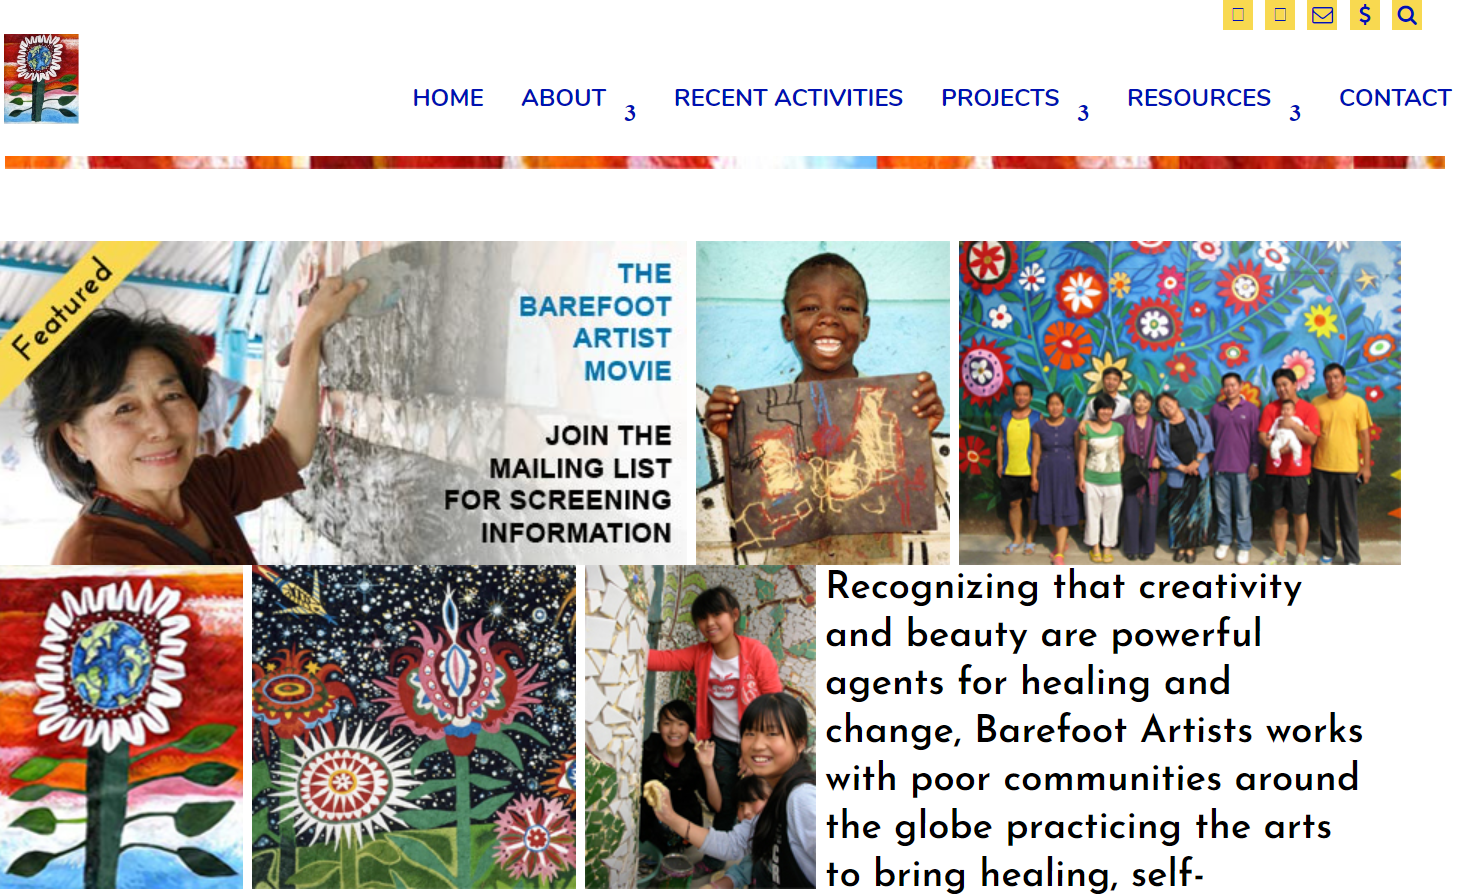 HOME ABOUT 3 RECENT ACTIVITIES PROJECTS 3 RESOURCES 3 CONTACT
Featured
THE
BAREFOOT
ARTIST
MOVIE
JOIN THE
MAILING LIST
FOR SCREENING
INFORMATION
Recognizing that creativity
and beauty are powerful
agents for healing and
change, Barefoot Artists works
with poor communities around
the globe practicing the arts
to bring healing, self-